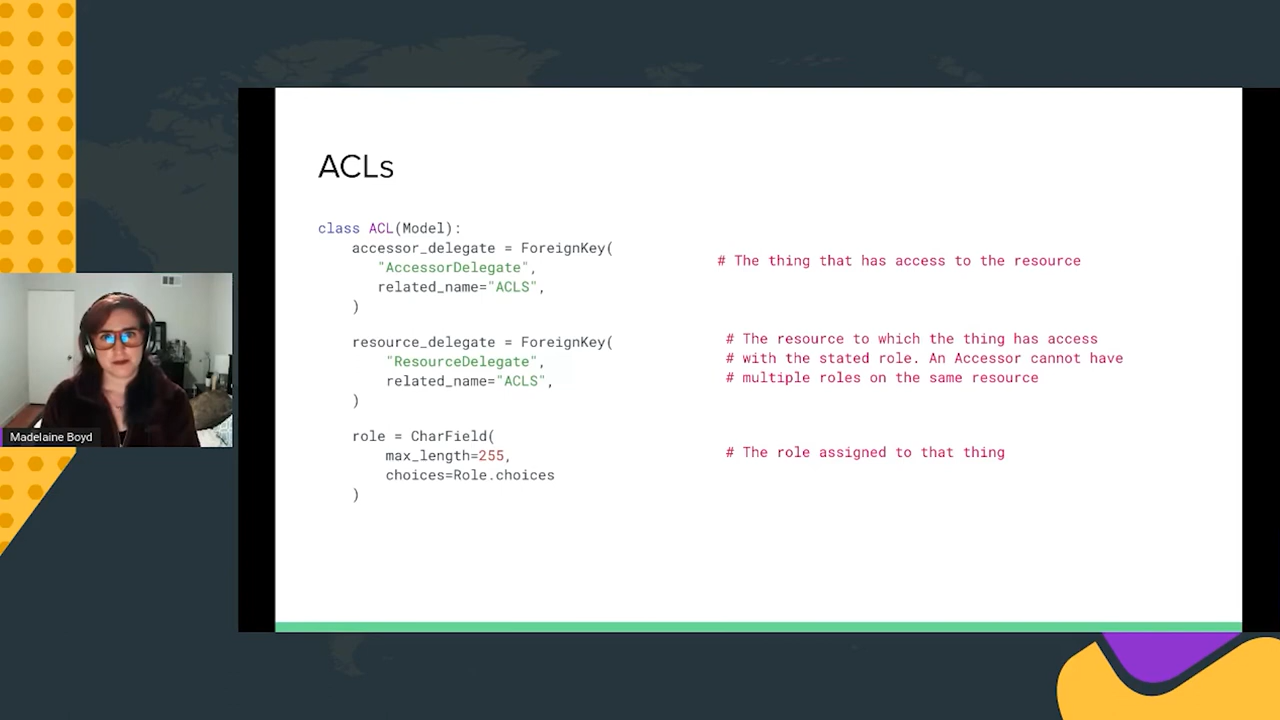 ACLs
class ACL(Model):
accessor_delegate = ForeignKey(
"AccessorDelegate",
related_name="ACLS",
)
# The thing that has access to the resource
resource_delegate = ForeignKey(
"ResourceDelegate",
related_name="ACLS",
)
# The resource to which the thing has access
# with the stated role. An Accessor cannot have
# multiple roles on the same resource
role = CharField(
max_length=255,
choices=Role.choices
)
# The role assigned to that thing
Madelaine Boyd